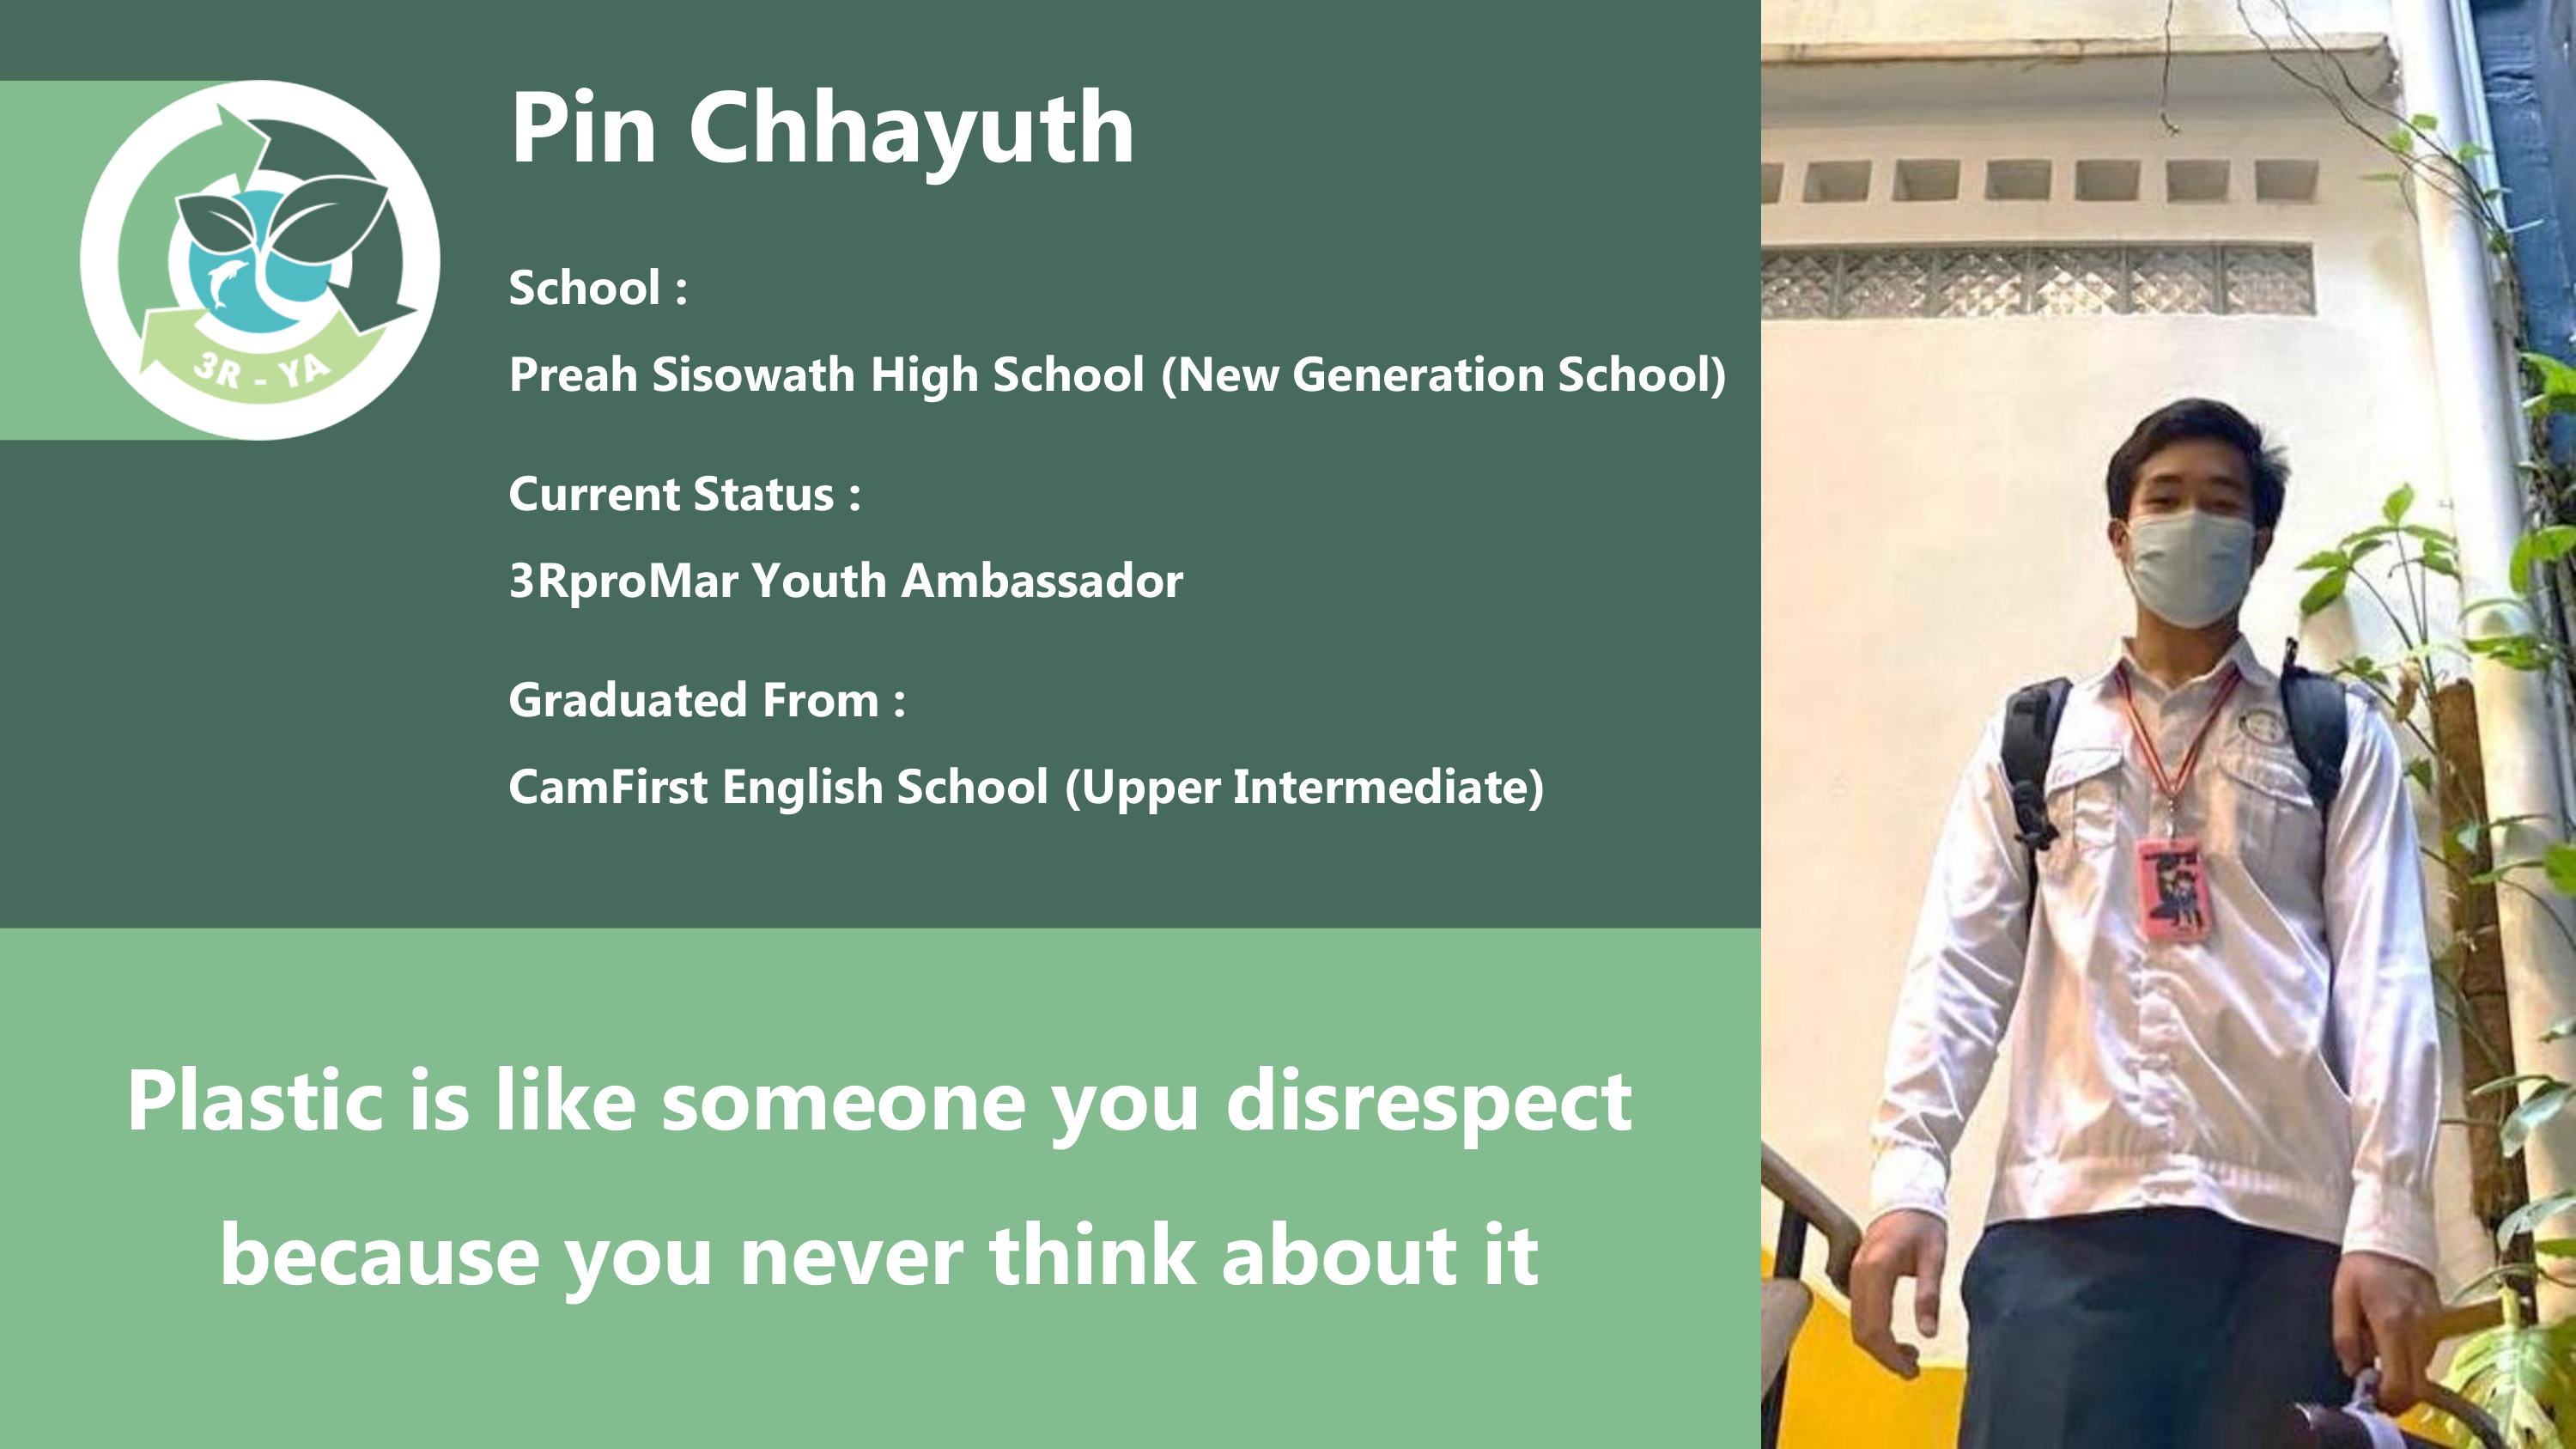 3R - YA
Pin Chhayuth
School :
Preah Sisowath High School (New Generation School)
Current Status :
3RproMar Youth Ambassador
Graduated From :
CamFirst English School (Upper Intermediate)
Plastic is like someone you disrespect
because you never think about it